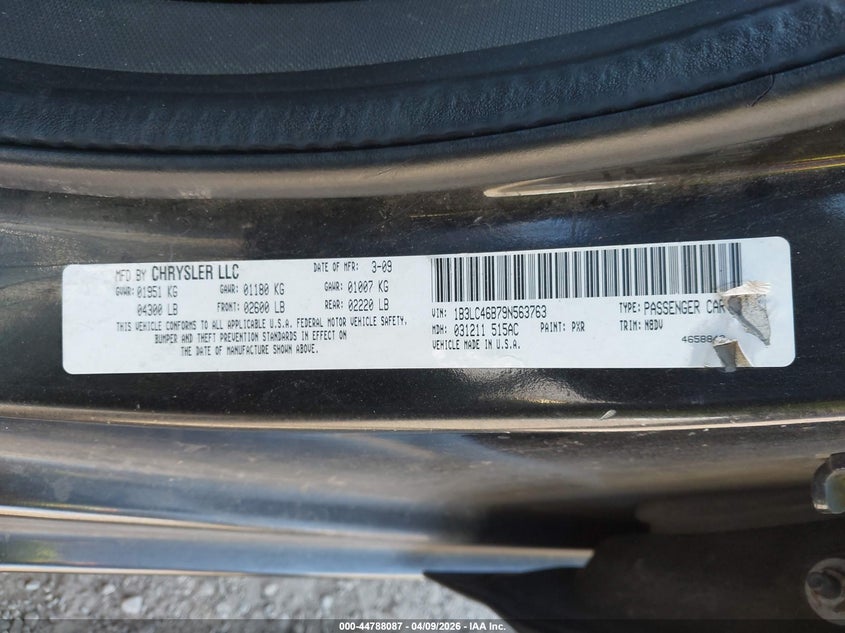 MFD BY CHRYSLER LLC DATE OF MFR: 3-09
GVWR: 01951 KG GAWR: 01180 KG GAWR: 01007 KG
04300 LB FRONT: 02600 LB REAR: 02220 LB
THIS VEHICLE CONFORMS TO ALL APPLICABLE U.S.A. FEDERAL MOTOR VEHICLE SAFETY,
BUMPER AND THEFT PREVENTION STANDARDS IN EFFECT ON
THE DATE OF MANUFACTURE SHOWN ABOVE.
VIN: 1B3LC46B79N563763 TYPE: PASSENGER CAR
MDH: 031211 515AC PAINT: PXR TRIM: NBDV
VEHICLE MADE IN U.S.A.
000-44788087 - 04/09/2026 - IAA Inc.